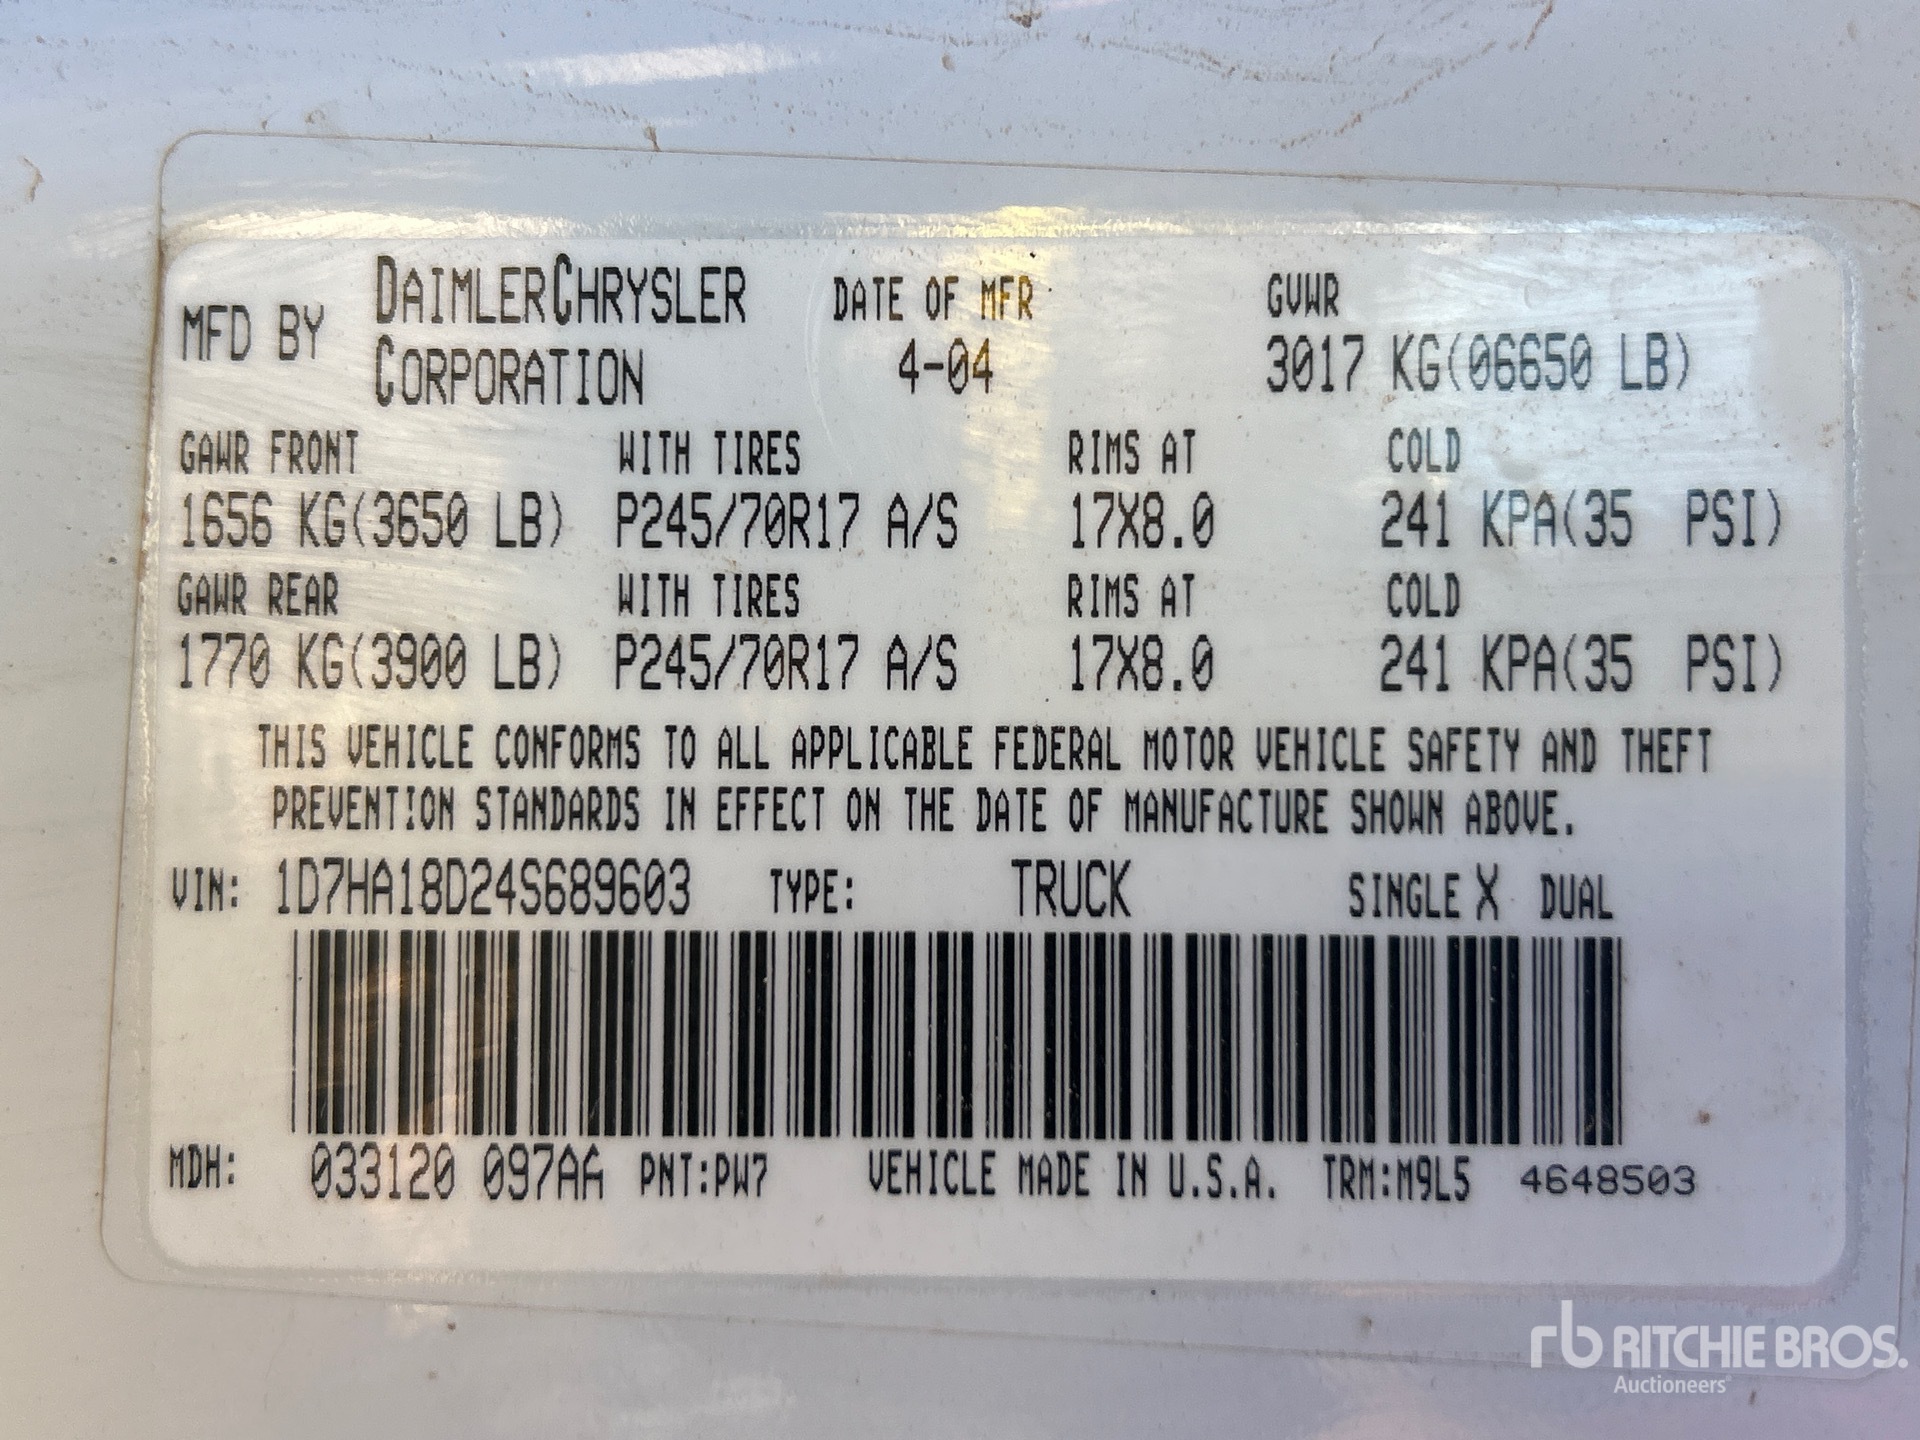 MFD BY DAIMLERCHRYSLER CORPORATION DATE OF MFR 4-04 GVWR 3017 KG(06650 LB)
GAWR FRONT WITH TIRES RIMS AT COLD
1656 KG(3650 LB) P245/70R17 A/S 17X8.0 241 KPA(35 PSI)
GAWR REAR WITH TIRES RIMS AT COLD
1770 KG(3900 LB) P245/70R17 A/S 17X8.0 241 KPA(35 PSI)
THIS VEHICLE CONFORMS TO ALL APPLICABLE FEDERAL MOTOR VEHICLE SAFETY AND THEFT
PREVENTION STANDARDS IN EFFECT ON THE DATE OF MANUFACTURE SHOWN ABOVE.
VIN: 1D7HA18D24S689603 TYPE: TRUCK SINGLE X DUAL
MDH: 033120 097AA PNT:PW7 VEHICLE MADE IN U.S.A. TRM:M9L5 4648503
rb RITCHIE BROS.
Auctioneers